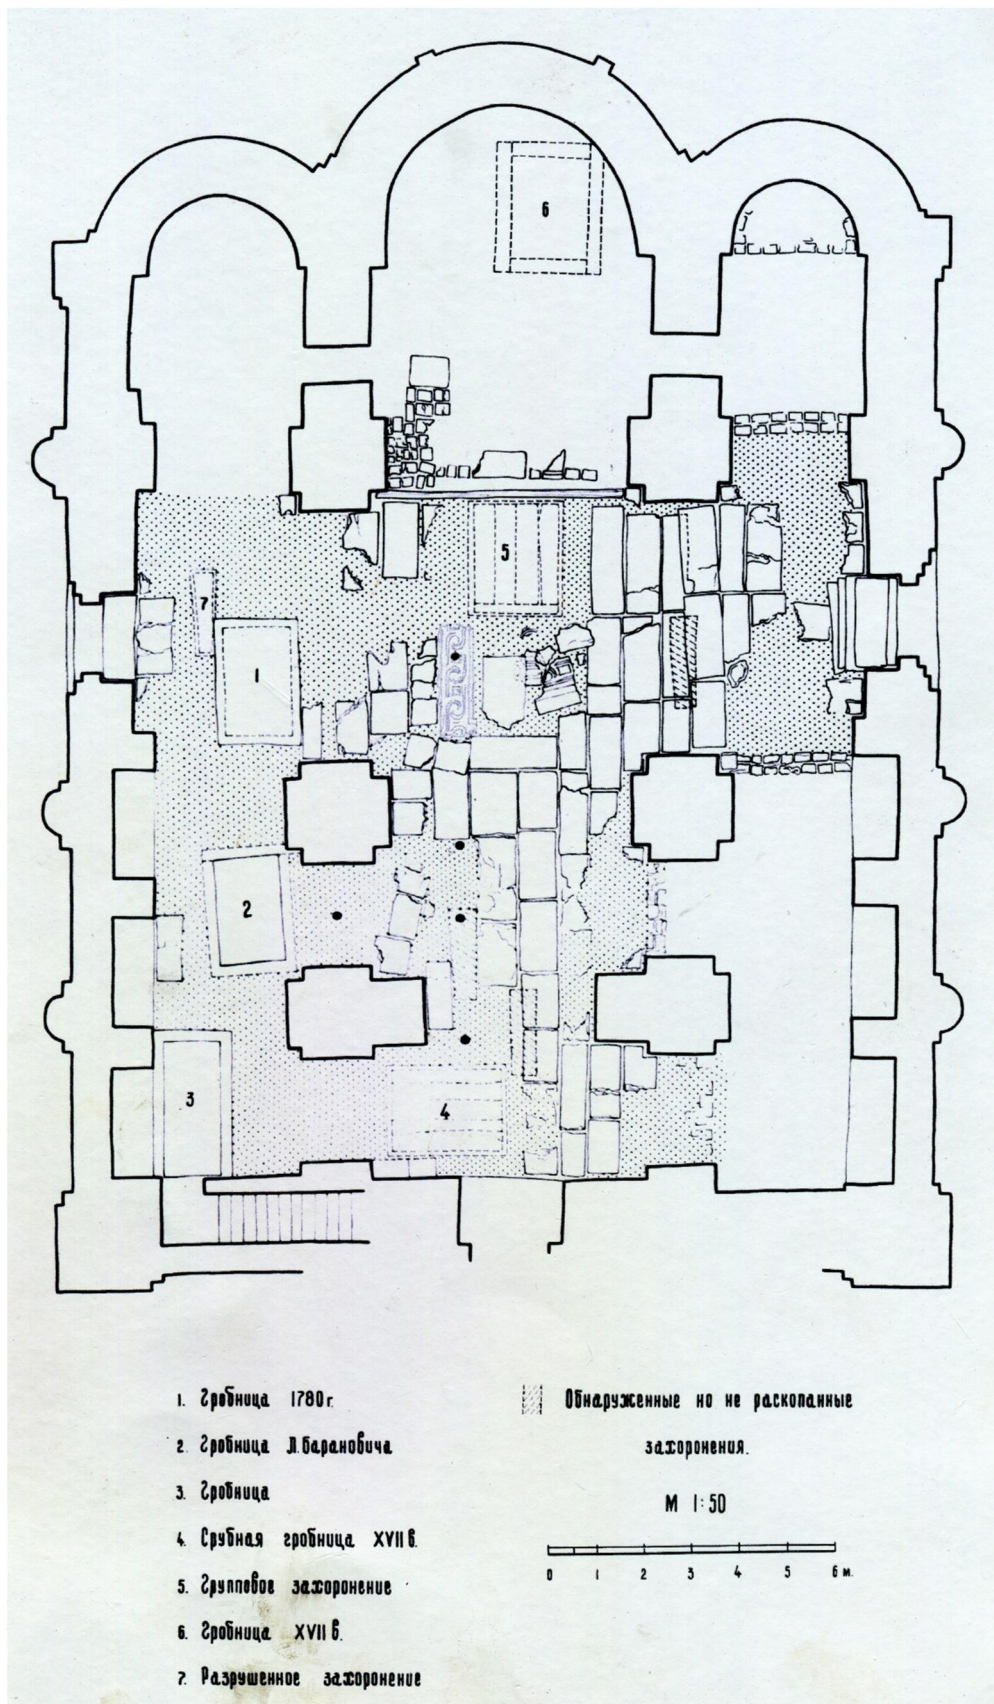 6
5
7
1
2
3
4
1. Гробница 1780 г.
2. Гробница Л. Барановича
3. Гробница
4. Срубная гробница XVII в.
5. Групповое захоронение
6. Гробница XVII в.
7. Разрушенное захоронение
Обнаруженные но не раскопанные
захоронения.
М 1:50
0 1 2 3 4 5 6 м.